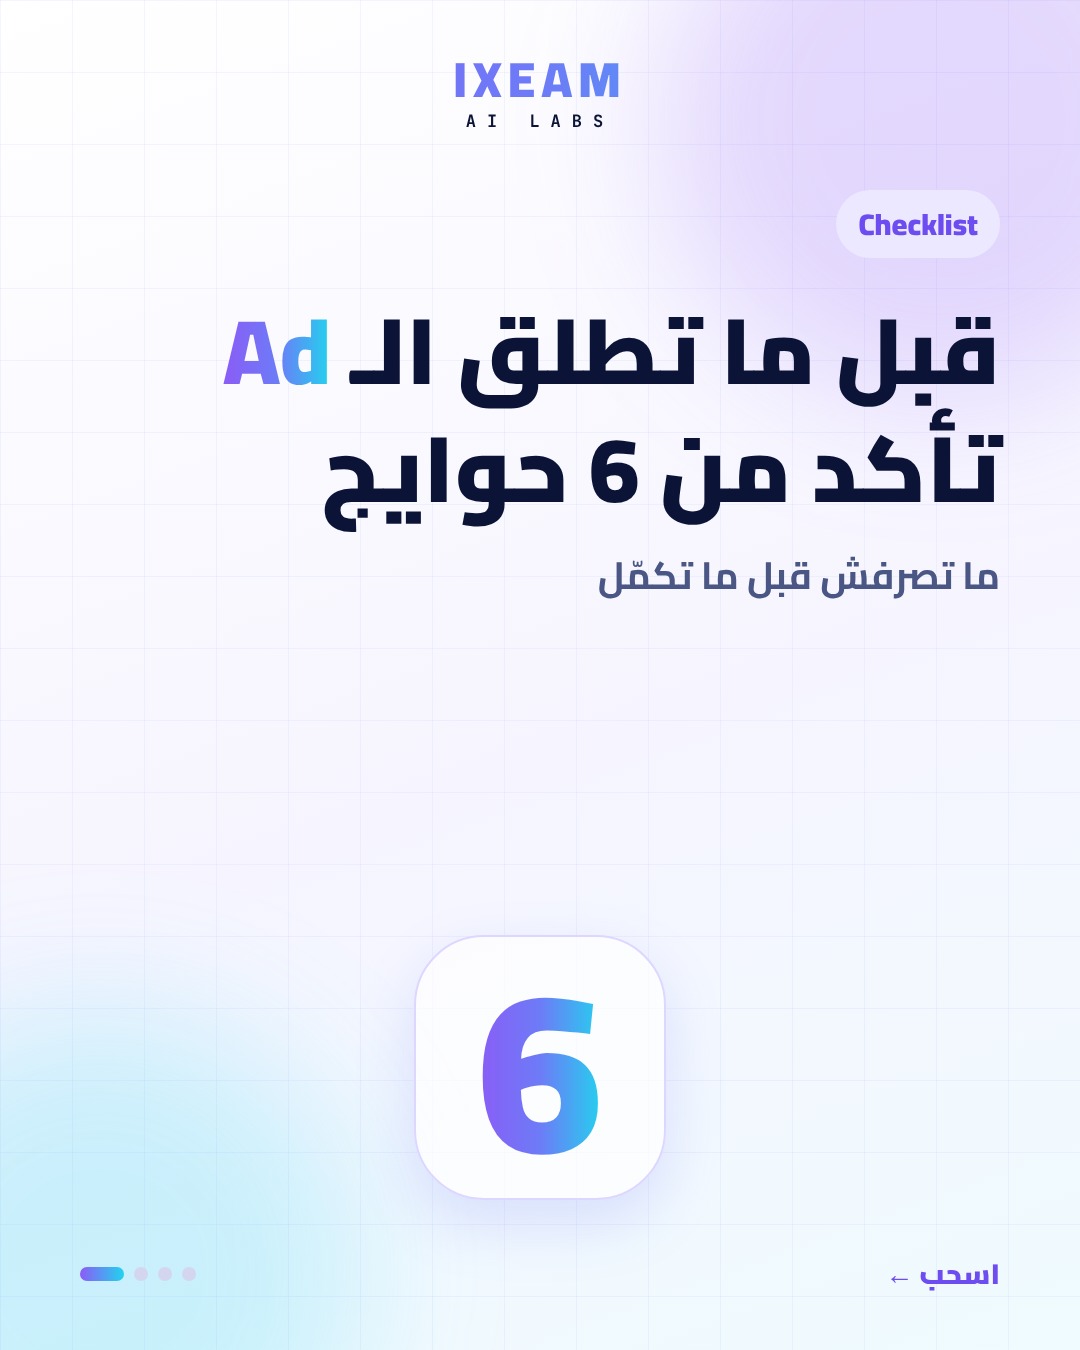 IXEAM
AI LABS
Checklist
قبل ما تطلق الـ Ad
تأكد من 6 حوايج
ما تصرفش قبل ما تكمّل
6
اسحب ←